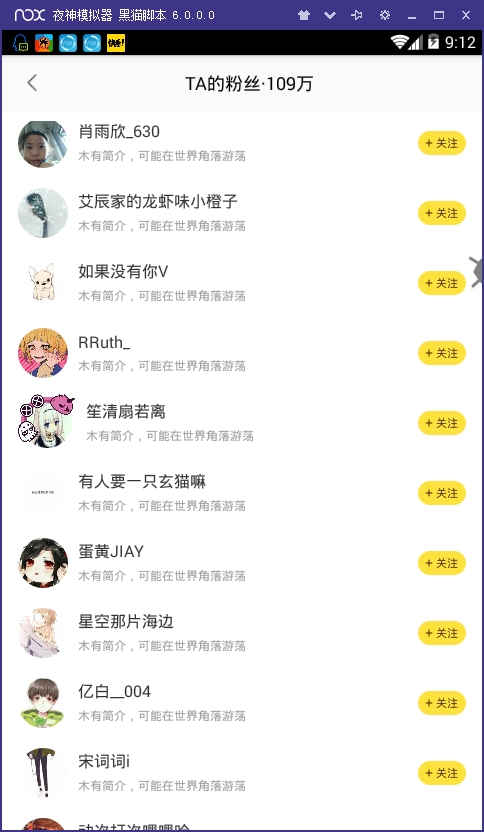 nox 夜神模拟器 黑猫脚本 6.0.0.0
快乐!
9:12
TA的粉丝·109万
肖雨欣_630
木有简介，可能在世界角落游荡
+ 关注
艾辰家的龙虾味小橙子
木有简介，可能在世界角落游荡
+ 关注
如果没有你V
木有简介，可能在世界角落游荡
+ 关注
RRuth_
木有简介，可能在世界角落游荡
+ 关注
笙清扇若离
木有简介，可能在世界角落游荡
+ 关注
有人要一只玄猫嘛
木有简介，可能在世界角落游荡
+ 关注
蛋黄JIAY
木有简介，可能在世界角落游荡
+ 关注
星空那片海边
木有简介，可能在世界角落游荡
+ 关注
亿白__004
木有简介，可能在世界角落游荡
+ 关注
宋词词i
木有简介，可能在世界角落游荡
+ 关注